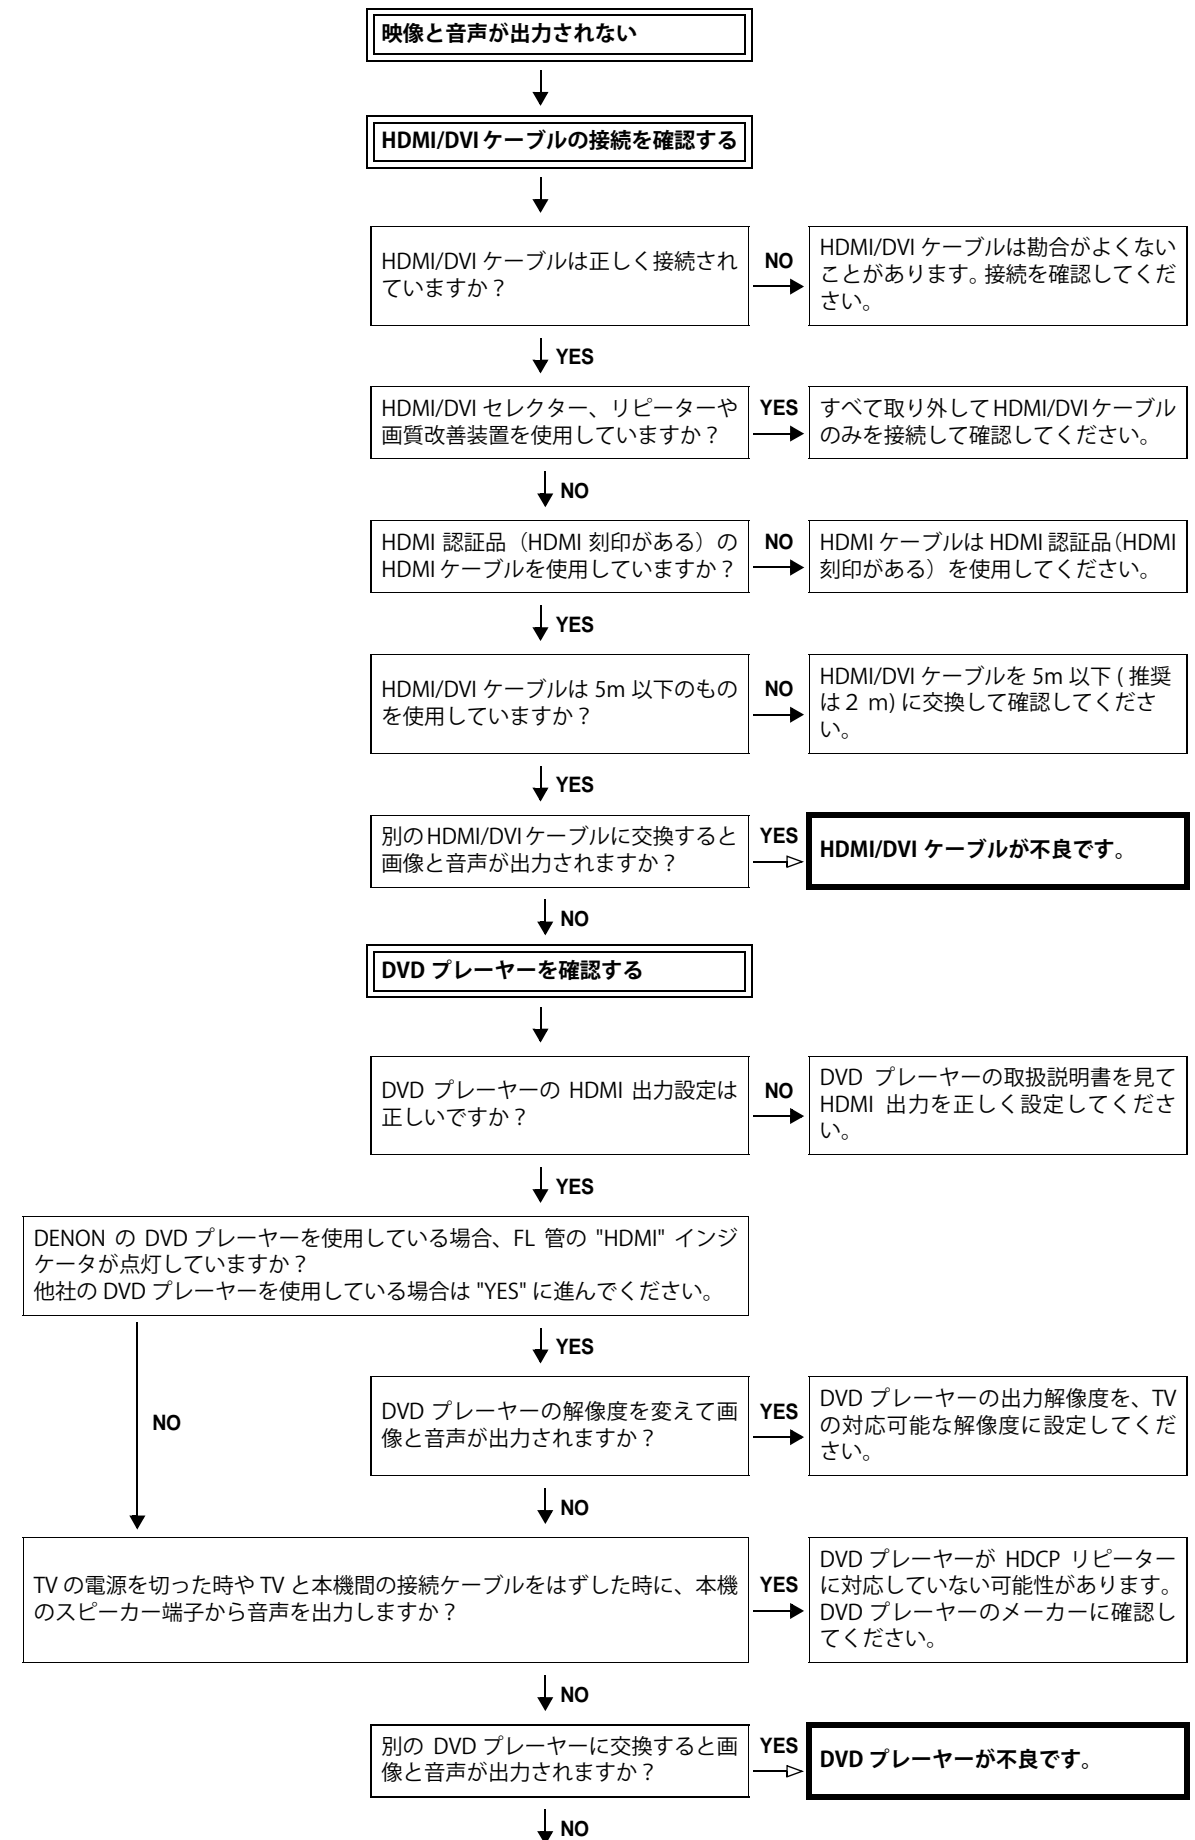 映像と音声が出力されない
HDMI/DVI ケーブルの接続を確認する
HDMI/DVI ケーブルは正しく接続され
ていますか？
NO
HDMI/DVI ケーブルは勘合がよくない
ことがあります。接続を確認してくだ
さい。
YES
HDMI/DVI セレクター、リピーターや
画質改善装置を使用していますか？
YES
すべて取り外してHDMI/DVIケーブル
のみを接続して確認してください。
NO
HDMI 認証品（HDMI 刻印がある）の
HDMI ケーブルを使用していますか？
NO
HDMI ケーブルは HDMI 認証品（HDMI
刻印がある）を使用してください。
YES
HDMI/DVI ケーブルは 5m 以下のもの
を使用していますか？
NO
HDMI/DVI ケーブルを 5m 以下 ( 推奨
は２ m) に交換して確認してくださ
い。
YES
別のHDMI/DVIケーブルに交換すると
画像と音声が出力されますか？
YES
HDMI/DVI ケーブルが不良です。
NO
DVD プレーヤーを確認する
DVD プレーヤーの HDMI 出力設定は
正しいですか？
NO
DVD プレーヤーの取扱説明書を見て
HDMI 出力を正しく設定してくださ
い。
YES
DENON の DVD プレーヤーを使用している場合、FL 管の "HDMI" インジ
ケータが点灯していますか？
他社の DVD プレーヤーを使用している場合は "YES" に進んでください。
YES
NO
DVD プレーヤーの解像度を変えて画
像と音声が出力されますか？
YES
DVD プレーヤーの出力解像度を、TV
の対応可能な解像度に設定してくだ
さい。
NO
TV の電源を切った時や TV と本機間の接続ケーブルをはずした時に、本機
のスピーカー端子から音声を出力しますか？
YES
DVD プレーヤーが HDCP リピーター
に対応していない可能性があります。
DVD プレーヤーのメーカーに確認し
てください。
NO
別の DVD プレーヤーに交換すると画
像と音声が出力されますか？
YES
DVD プレーヤーが不良です。
NO